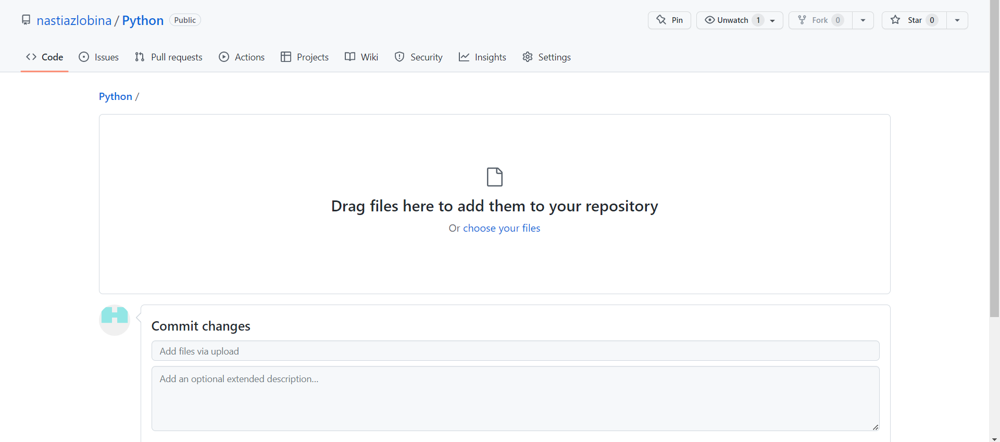 nastiazlobina / Python Public Pin Unwatch 1 Fork 0 Star 0
Code Issues Pull requests Actions Projects Wiki Security Insights Settings
Python /
Drag files here to add them to your repository
Or choose your files
Commit changes
Add files via upload
Add an optional extended description...